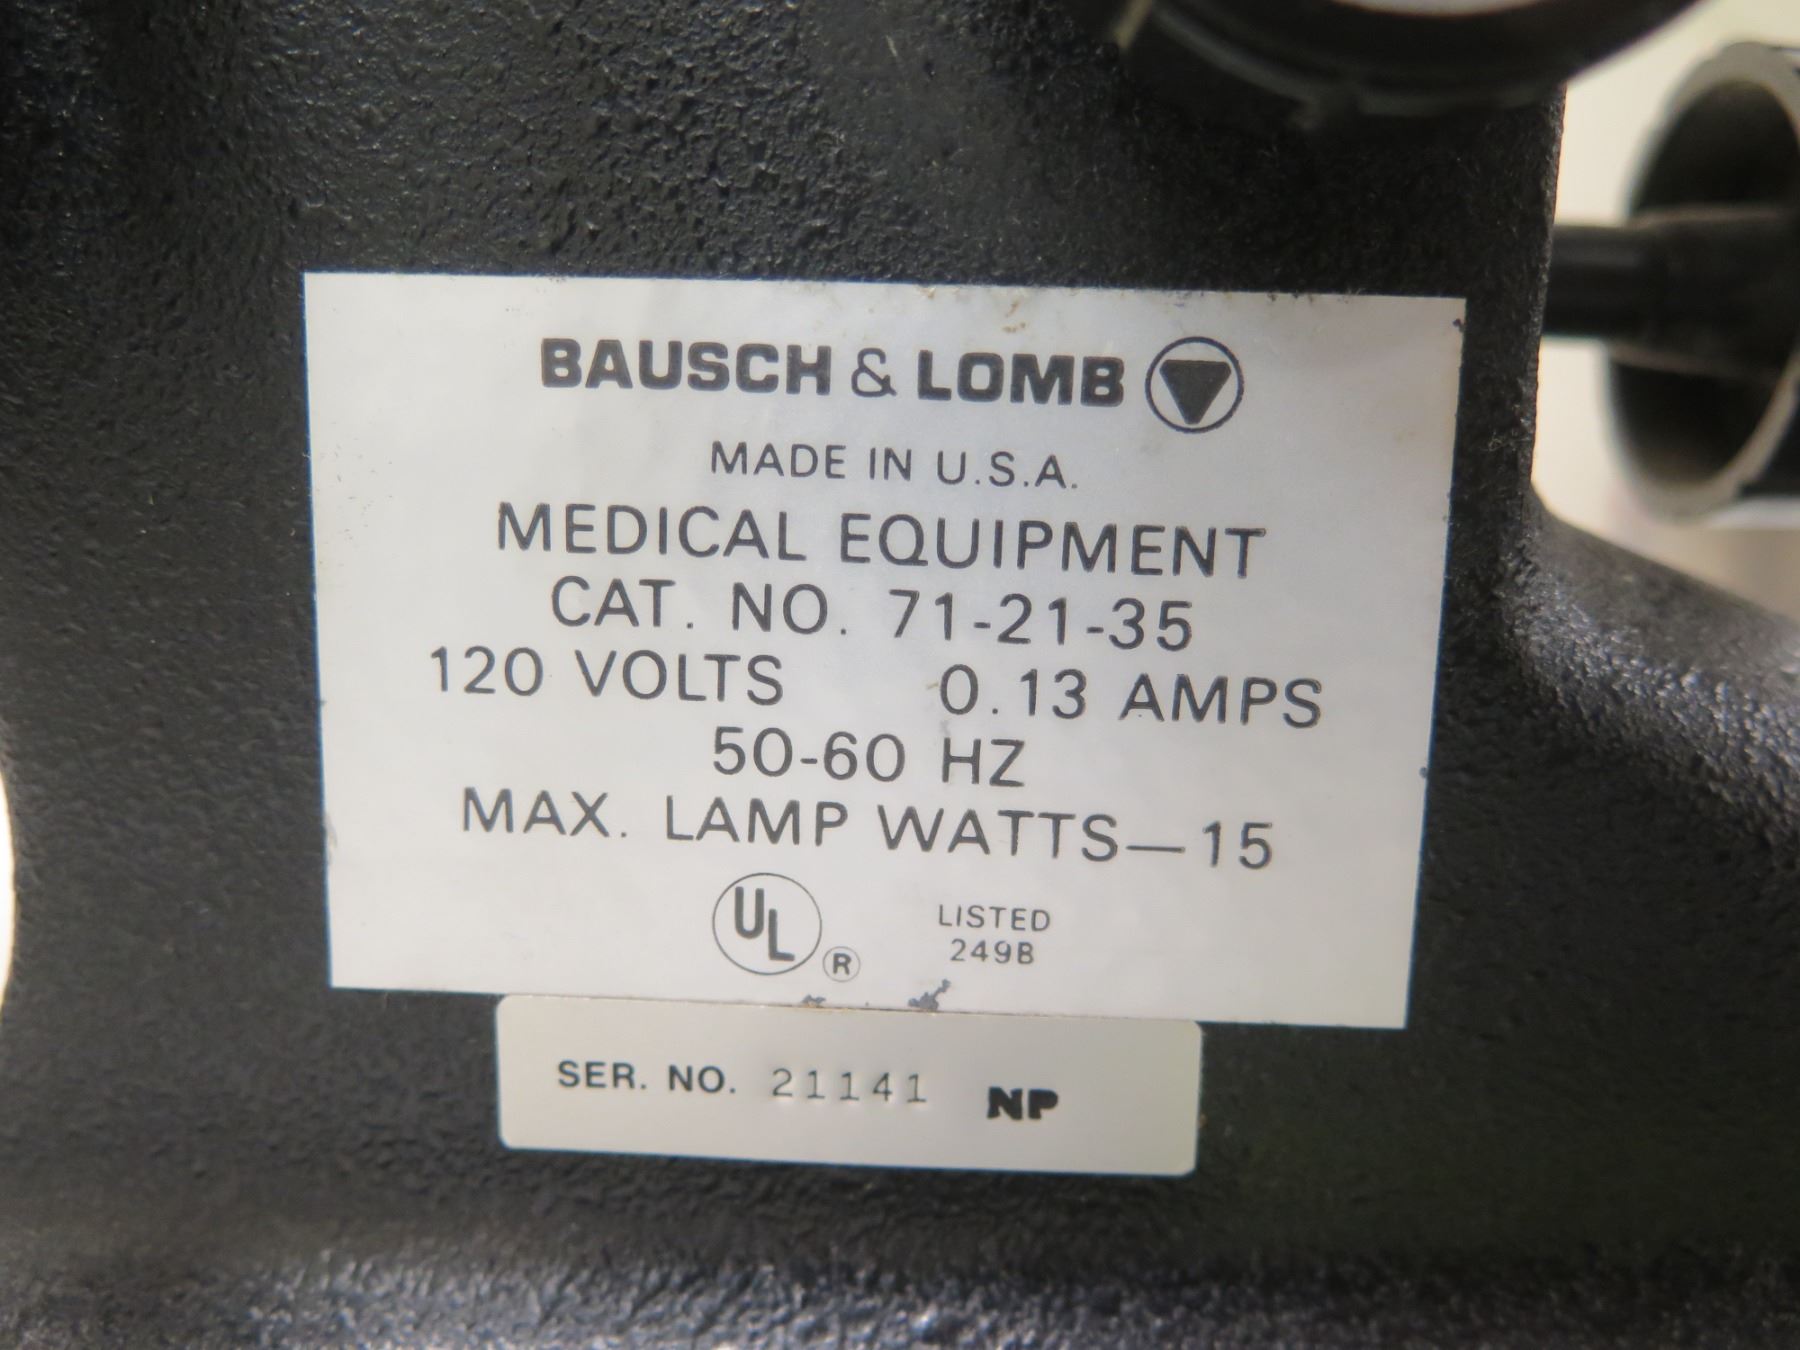 BAUSCH & LOMB
MADE IN U.S.A.
MEDICAL EQUIPMENT
CAT. NO. 71-21-35
120 VOLTS 0.13 AMPS
50-60 HZ
MAX. LAMP WATTS—15
UL ® LISTED
249B
SER. NO. 21141 NP